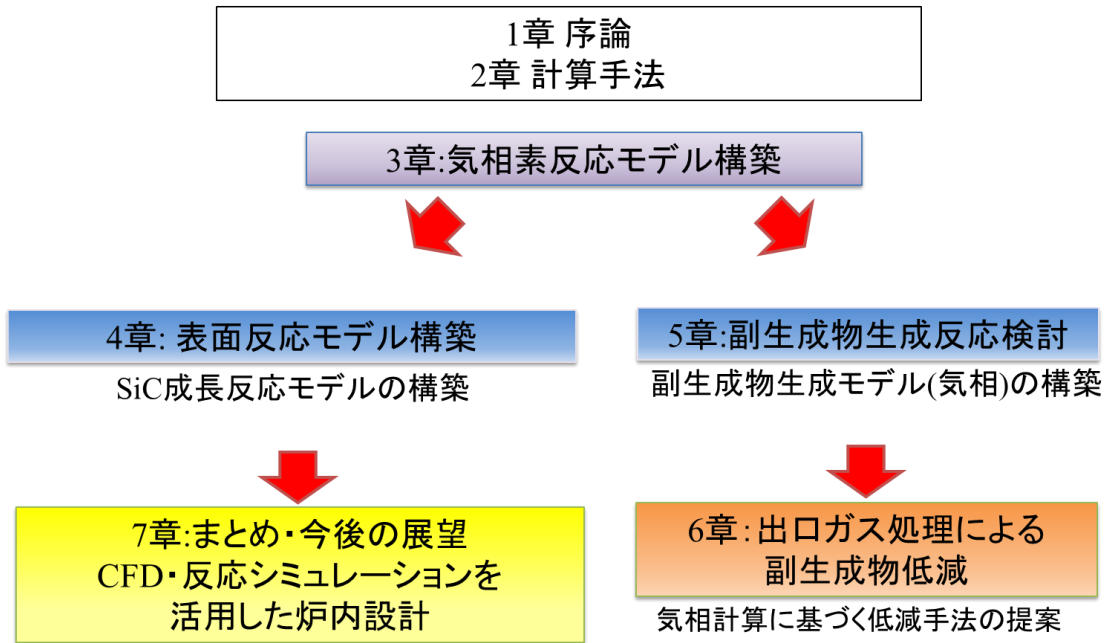 1章 序論
2章 計算手法
3章:気相素反応モデル構築
4章: 表面反応モデル構築
SiC成長反応モデルの構築
5章:副生成物生成反応検討
副生成物生成モデル(気相)の構築
7章:まとめ・今後の展望
CFD・反応シミュレーションを
活用した炉内設計
6章：出口ガス処理による
副生成物低減
気相計算に基づく低減手法の提案